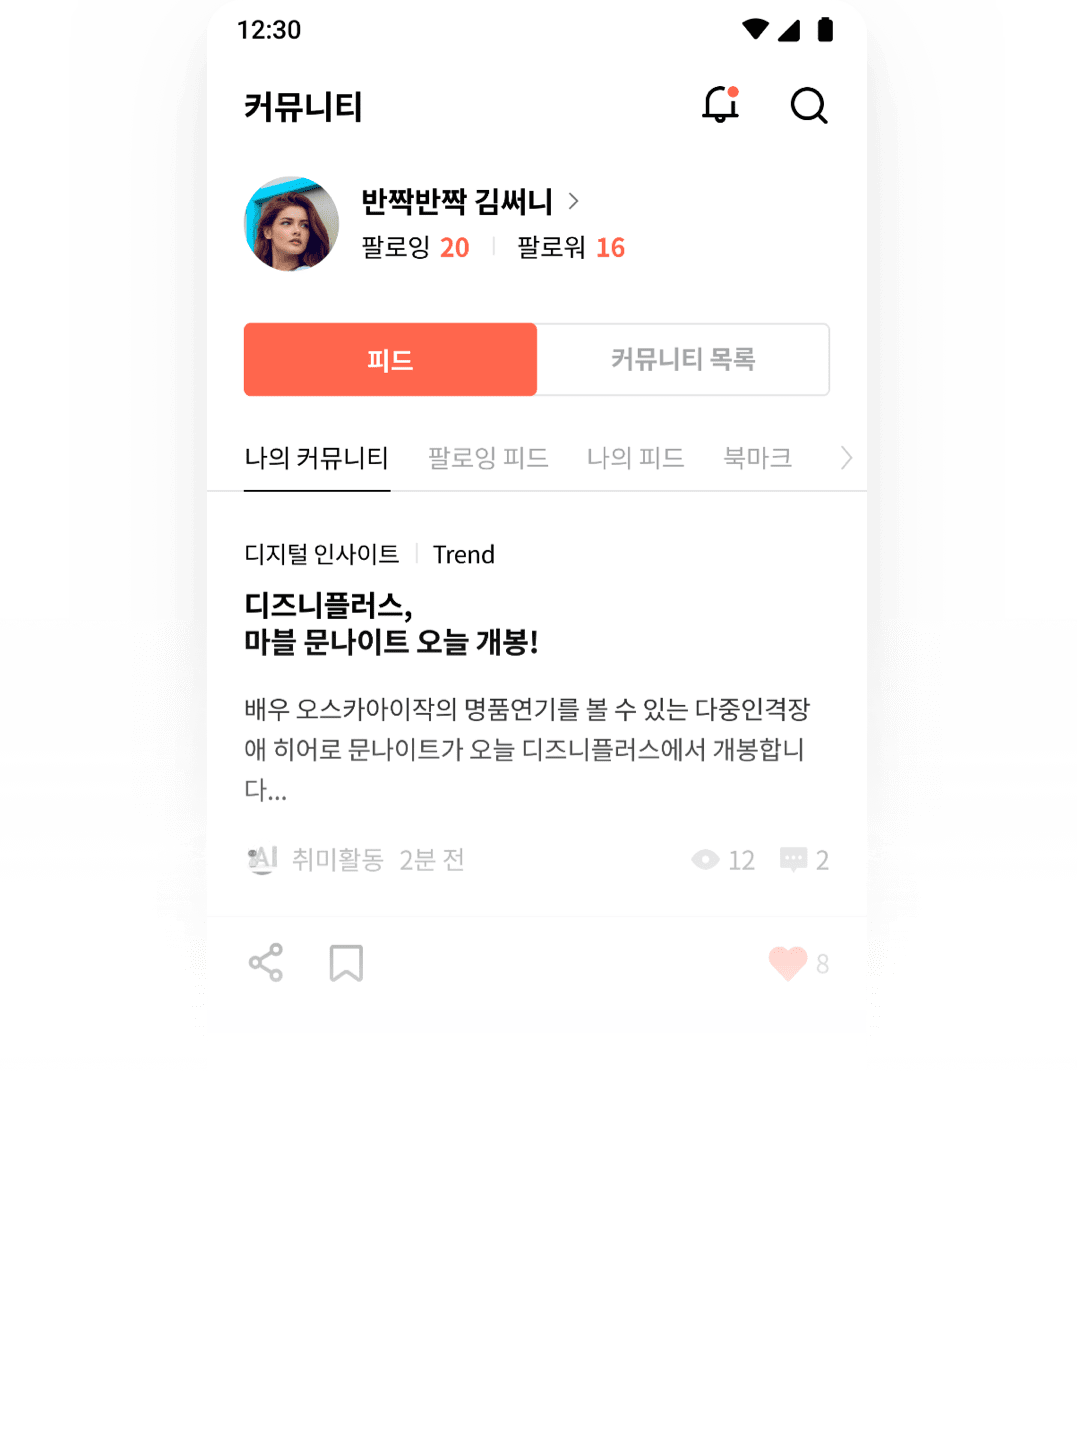 12:30
커뮤니티
반짝반짝 김써니
팔로잉 20 팔로워 16
피드 커뮤니티 목록
나의 커뮤니티 팔로잉 피드 나의 피드 북마크
디지털 인사이트 Trend
디즈니플러스,
마블 문나이트 오늘 개봉!
배우 오스카아이작의 명품연기를 볼 수 있는 다중인격장
애 히어로 문나이트가 오늘 디즈니플러스에서 개봉합니
다...
AI 취미활동 2분 전 12 2
8